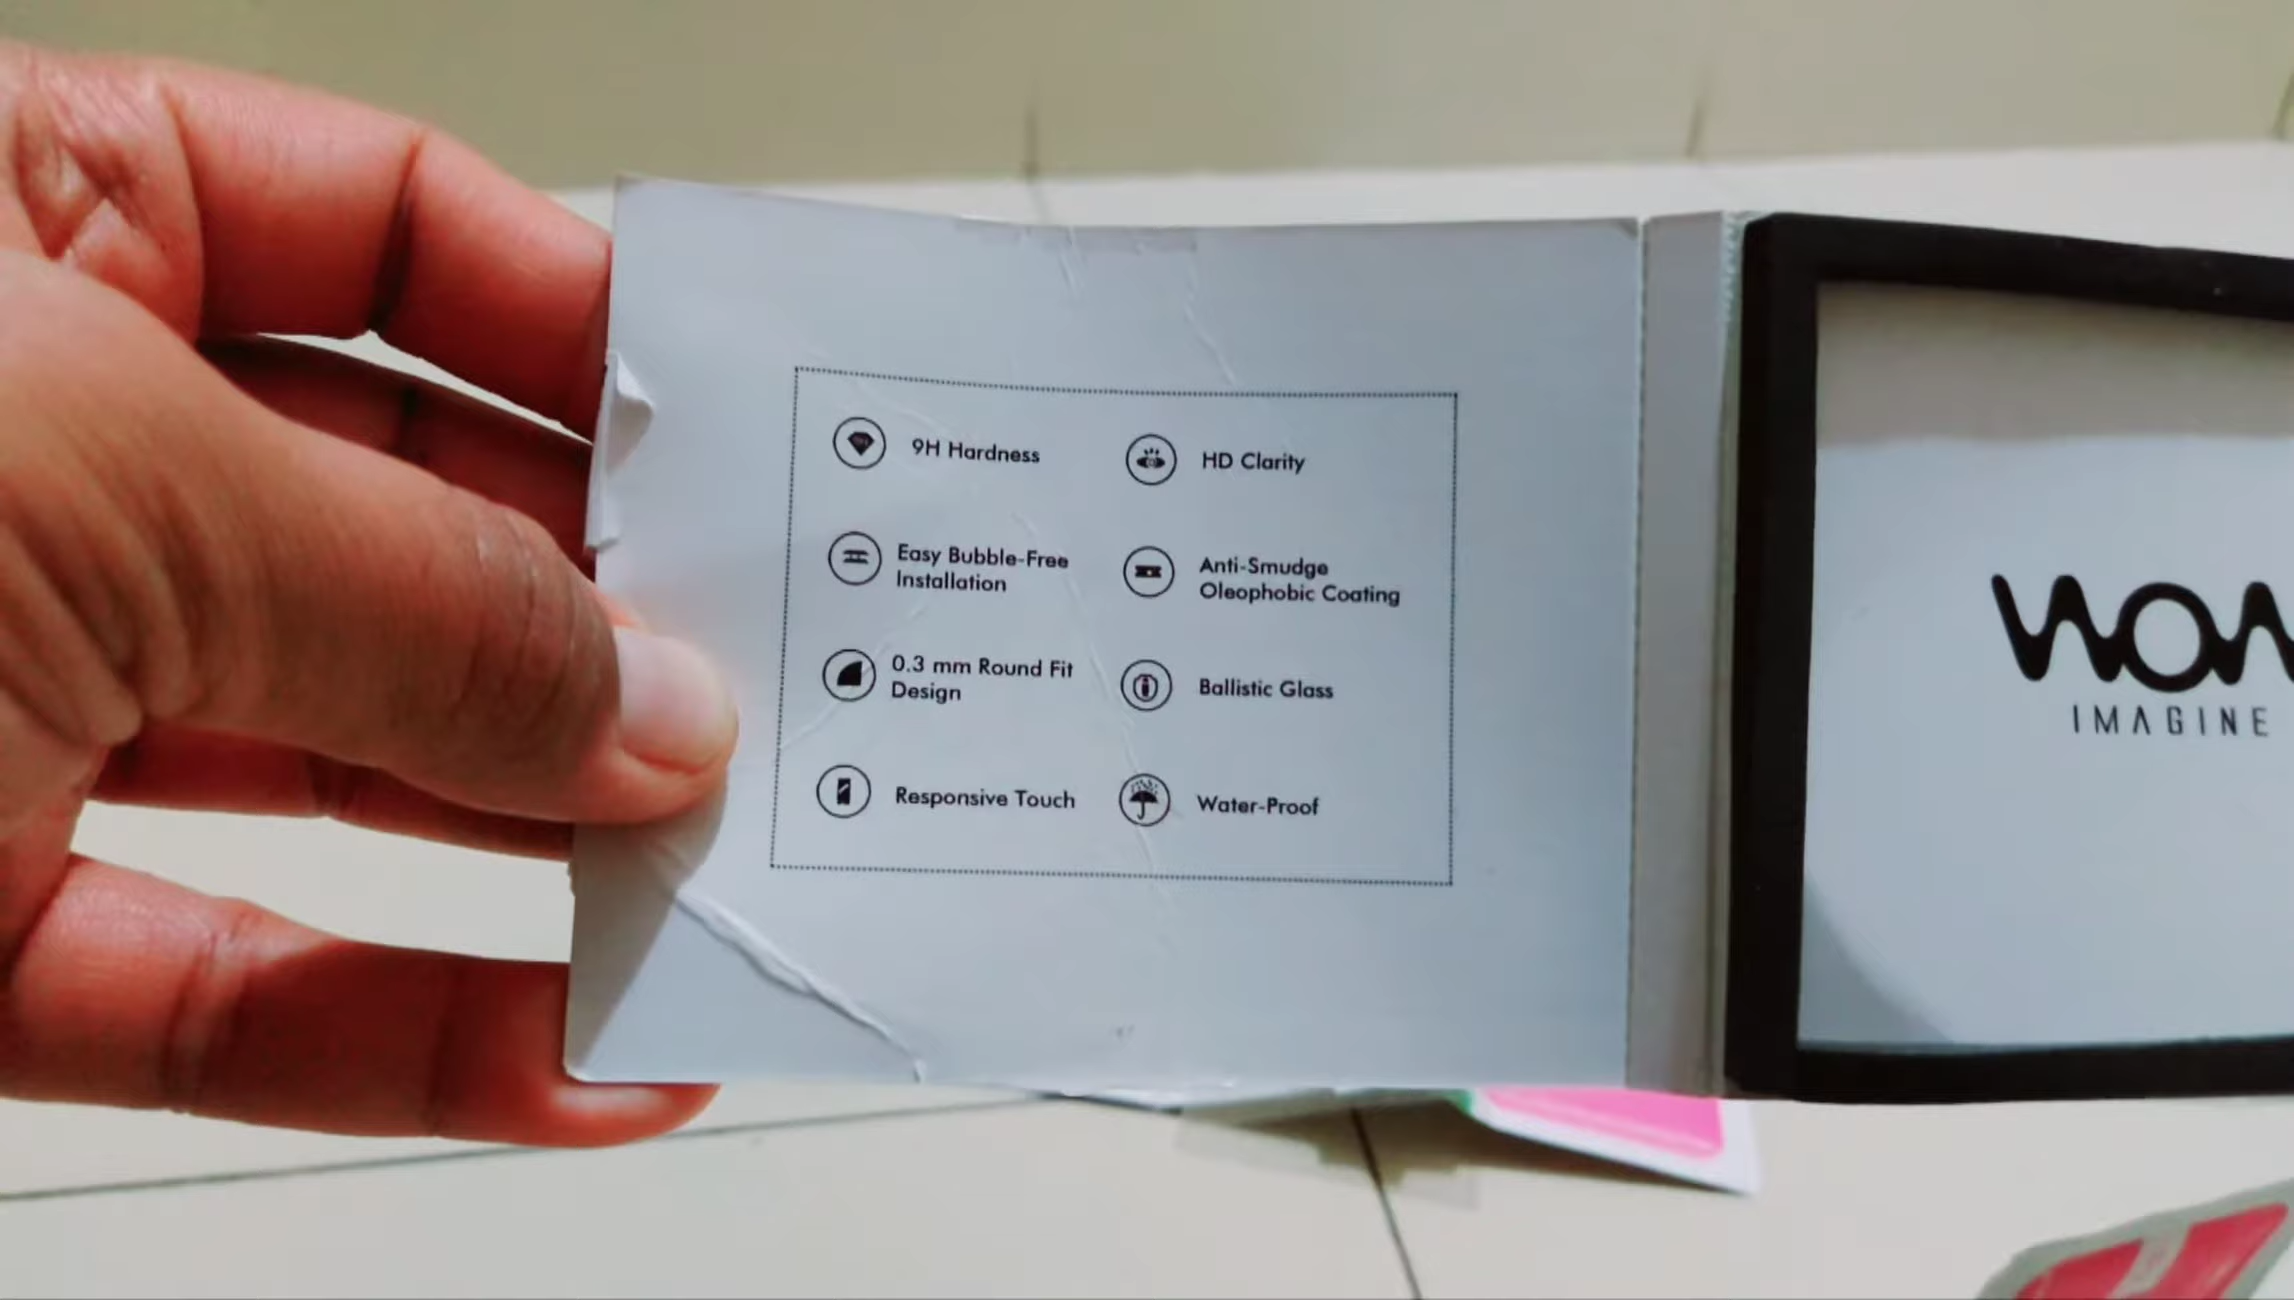 9H Hardness
HD Clarity
Easy Bubble-Free
Installation
Anti-Smudge
Oleophobic Coating
0.3 mm Round Fit
Design
Ballistic Glass
Responsive Touch
Water-Proof
WOW
IMAGINE